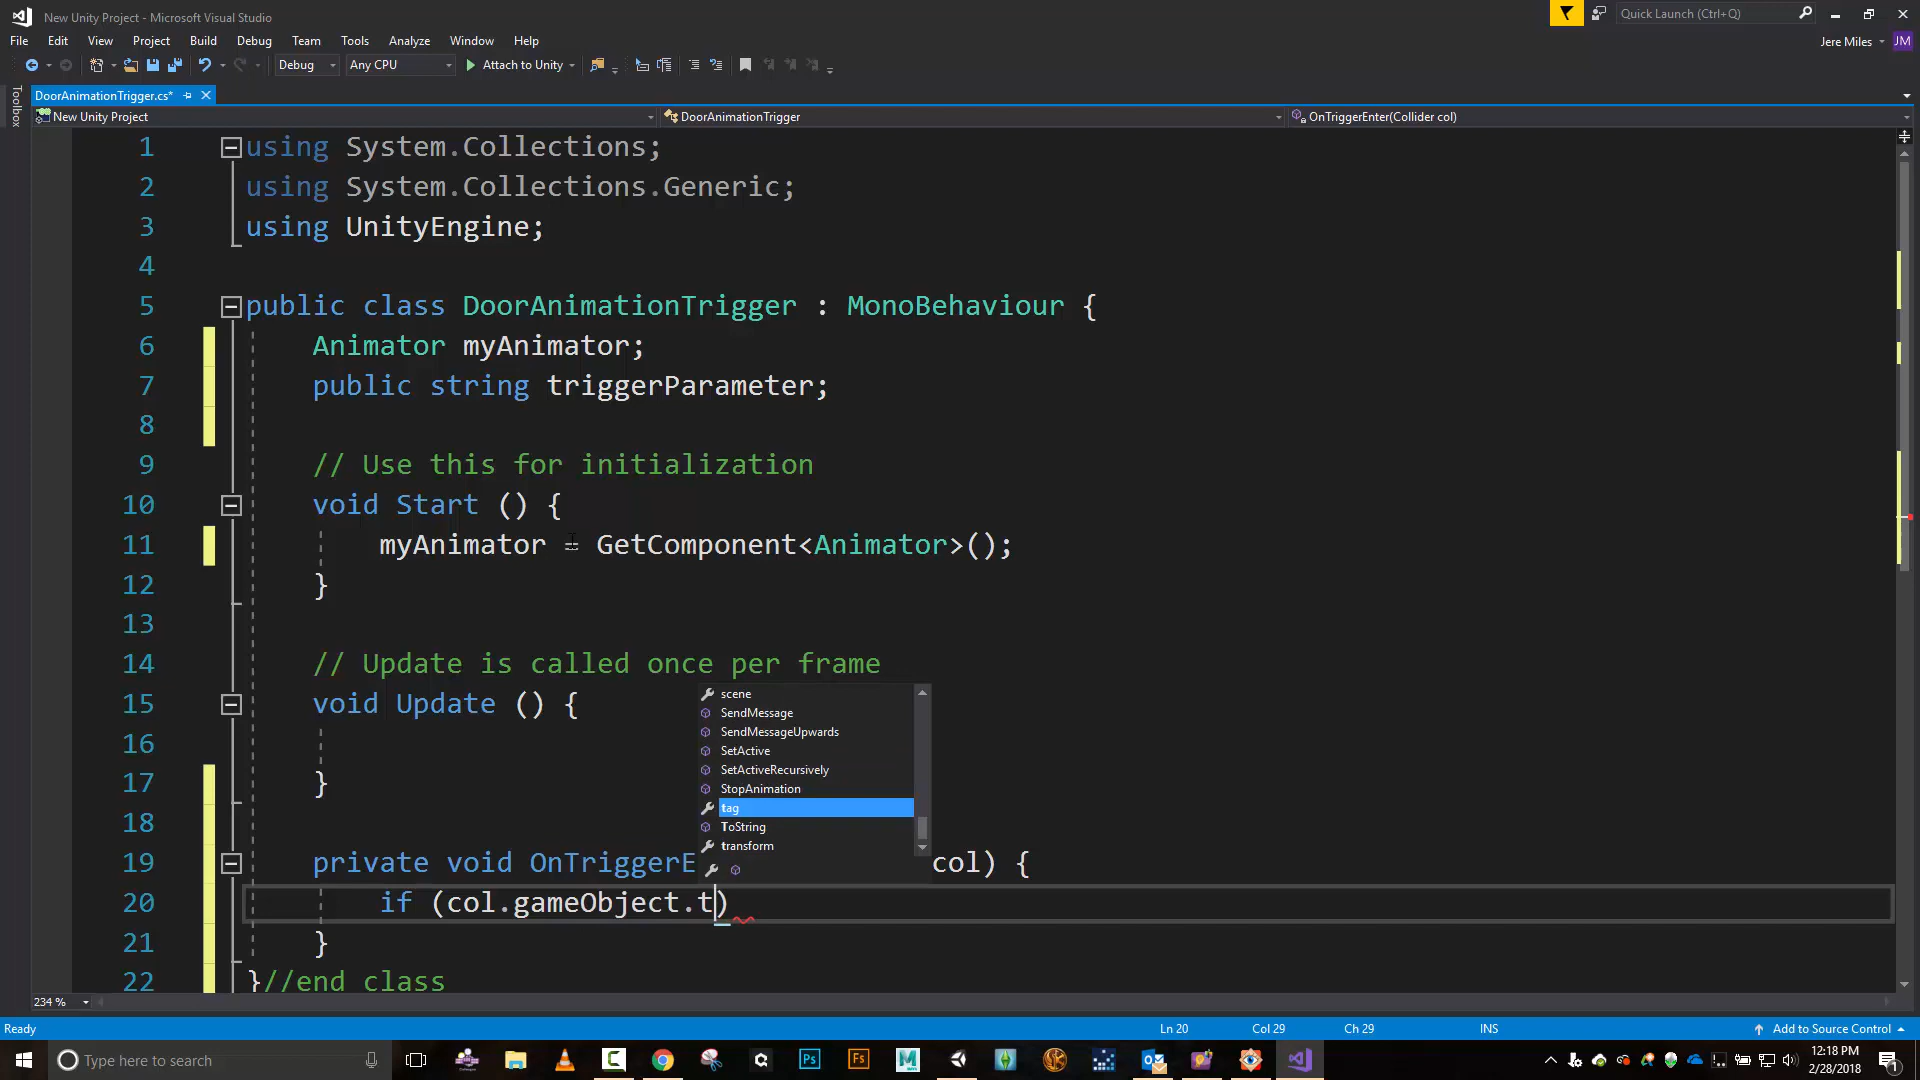 New Unity Project - Microsoft Visual Studio
Quick Launch (Ctrl+Q)
File Edit View Project Build Debug Team Tools Analyze Window Help
Jere Miles JM
Debug Any CPU Attach to Unity
Toolbox
DoorAnimationTrigger.cs*
New Unity Project DoorAnimationTrigger OnTriggerEnter(Collider col)
1 using System.Collections;
2 using System.Collections.Generic;
3 using UnityEngine;
4
5 public class DoorAnimationTrigger : MonoBehaviour {
6 Animator myAnimator;
7 public string triggerParameter;
8
9 // Use this for initialization
10 void Start () {
11 myAnimator = GetComponent<Animator>();
12 }
13
14 // Update is called once per frame
15 void Update () {
16
17 }
18
19 private void OnTriggerE col) {
20 if (col.gameObject.t)
21 }
22 }//end class
scene
SendMessage
SendMessageUpwards
SetActive
SetActiveRecursively
StopAnimation
tag
ToString
transform
234 %
Ready Ln 20 Col 29 Ch 29 INS Add to Source Control
Type here to search
Ps Fs
12:18 PM
2/28/2018
1